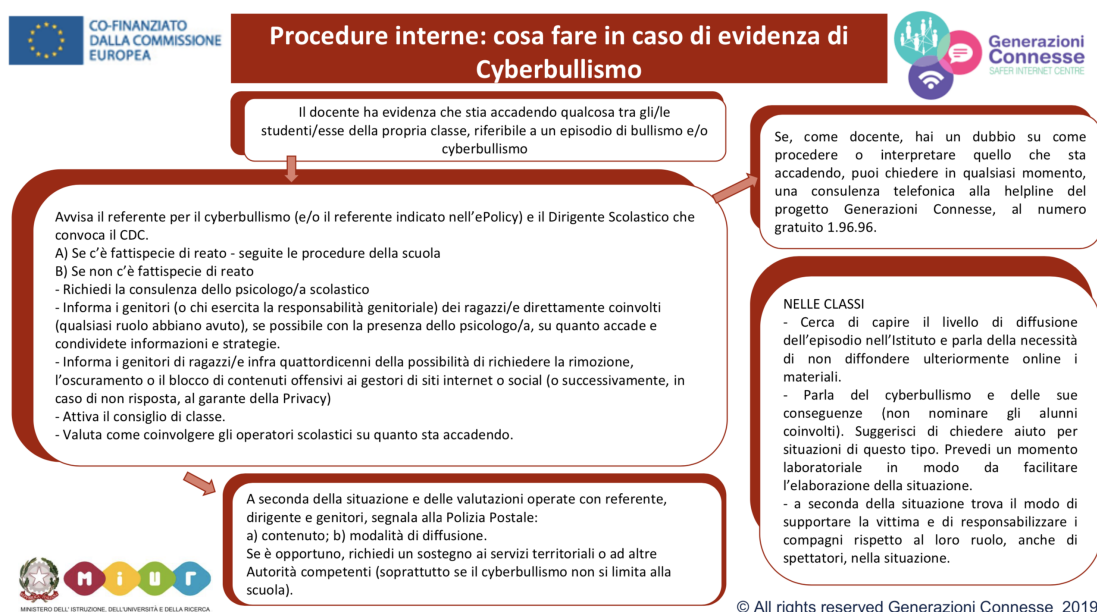 CO-FINANZIATO
DALLA COMMISSIONE
EUROPEA
Procedure interne: cosa fare in caso di evidenza di
Cyberbullismo
Generazioni
Connesse
SAFER INTERNET CENTRE
Il docente ha evidenza che stia accadendo qualcosa tra gli/le
studenti/esse della propria classe, riferibile a un episodio di bullismo e/o
cyberbullismo
Se, come docente, hai un dubbio su come
procedere o interpretare quello che sta
accadendo, puoi chiedere in qualsiasi momento,
una consulenza telefonica alla helpline del
progetto Generazioni Connesse, al numero
gratuito 1.96.96.
Avvisa il referente per il cyberbullismo (e/o il referente indicato nell'ePolicy) e il Dirigente Scolastico che
convoca il CDC.
A) Se c'è fattispecie di reato - seguite le procedure della scuola
B) Se non c'è fattispecie di reato
- Richiedi la consulenza dello psicologo/a scolastico
- Informa i genitori (o chi esercita la responsabilità genitoriale) dei ragazzi/e direttamente coinvolti
(qualsiasi ruolo abbiano avuto), se possibile con la presenza dello psicologo/a, su quanto accade e
condividete informazioni e strategie.
- Informa i genitori di ragazzi/e infra quattordicenni della possibilità di richiedere la rimozione,
l'oscuramento o il blocco di contenuti offensivi ai gestori di siti internet o social (o successivamente, in
caso di non risposta, al garante della Privacy)
- Attiva il consiglio di classe.
- Valuta come coinvolgere gli operatori scolastici su quanto sta accadendo.
NELLE CLASSI
- Cerca di capire il livello di diffusione
dell'episodio nell'Istituto e parla della necessità
di non diffondere ulteriormente online i
materiali.
- Parla del cyberbullismo e delle sue
conseguenze (non nominare gli alunni
coinvolti). Suggerisci di chiedere aiuto per
situazioni di questo tipo. Prevedi un momento
laboratoriale in modo da facilitare
l'elaborazione della situazione.
- a seconda della situazione trova il modo di
supportare la vittima e di responsabilizzare i
compagni rispetto al loro ruolo, anche di
spettatori, nella situazione.
A seconda della situazione e delle valutazioni operate con referente,
dirigente e genitori, segnala alla Polizia Postale:
a) contenuto; b) modalità di diffusione.
Se è opportuno, richiedi un sostegno ai servizi territoriali o ad altre
Autorità competenti (soprattutto se il cyberbullismo non si limita alla
scuola).
MIUR
MINISTERO DELL' ISTRUZIONE, DELL'UNIVERSITÀ E DELLA RICERCA
© All rights reserved Generazioni Connesse 2019